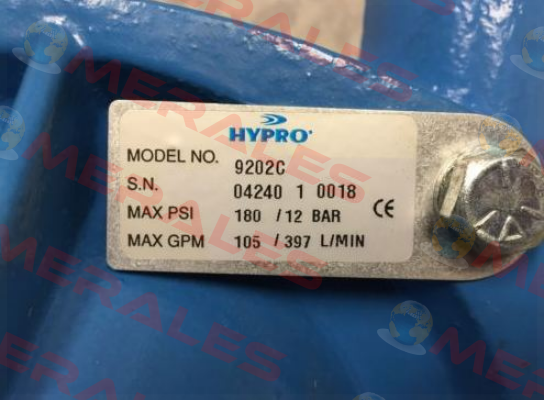 HYPRO
MODEL NO. 9202C
S.N. 04240 1 0018
MAX PSI 180 / 12 BAR CE
MAX GPM 105 / 397 L/MIN
MERALES
MERALES
MERALES
MERALES